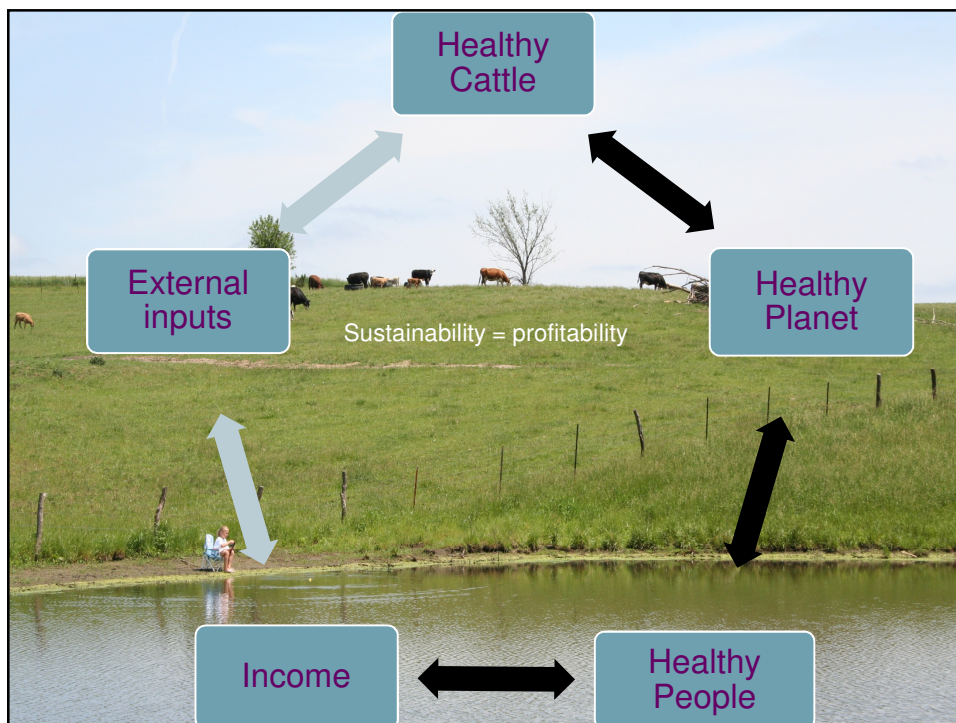 Healthy
Cattle
External
inputs
Healthy
Planet
Sustainability = profitability
Income
Healthy
People